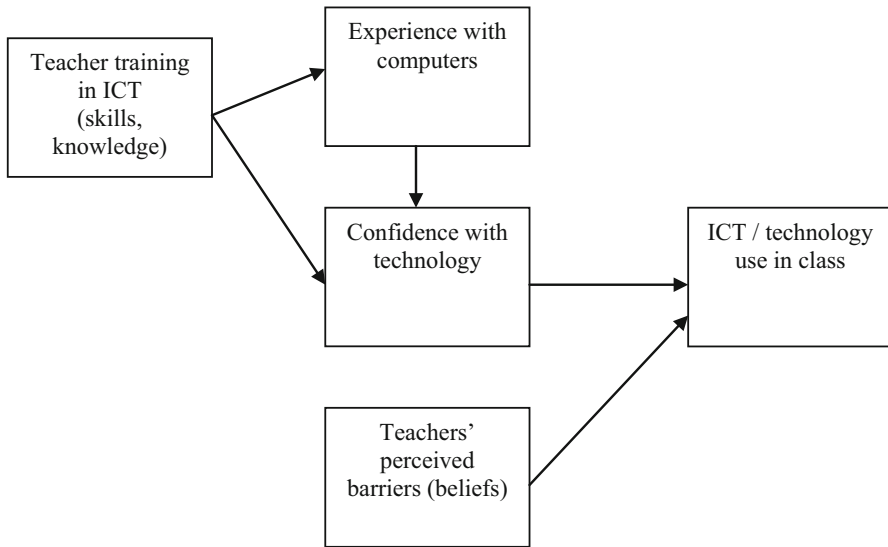 Teacher training
in ICT
(skills,
knowledge)
Experience with
computers
Confidence with
technology
ICT / technology
use in class
Teachers’
perceived
barriers (beliefs)